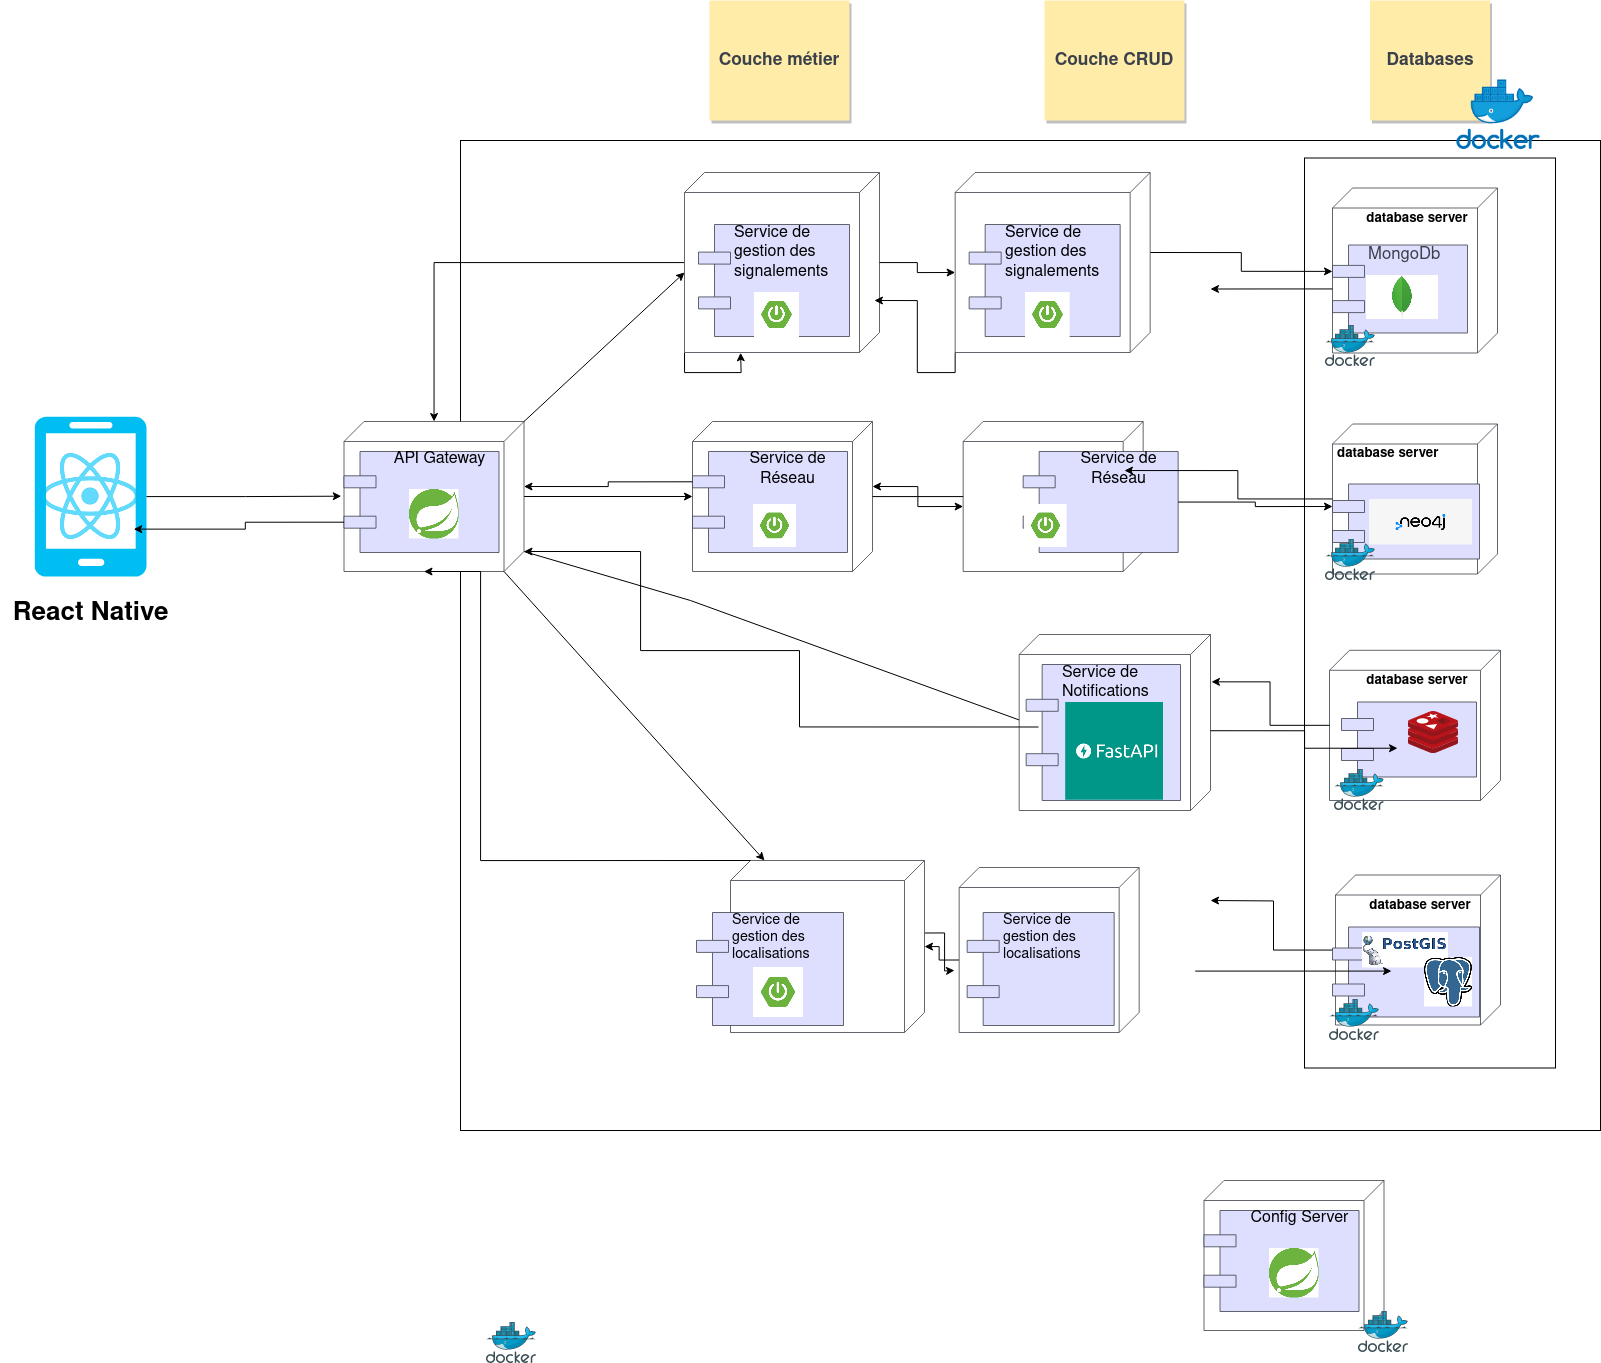 Couche métier
Couche CRUD
Databases
docker
Service de
gestion des
signalements
Service de
gestion des
signalements
database server
MongoDb
docker
API Gateway
Service de
Réseau
Service de
Réseau
database server
neo4j
docker
React Native
Service de
Notifications
FastAPI
database server
docker
Service de
gestion des
localisations
Service de
gestion des
localisations
database server
PostGIS
docker
Config Server
docker
docker